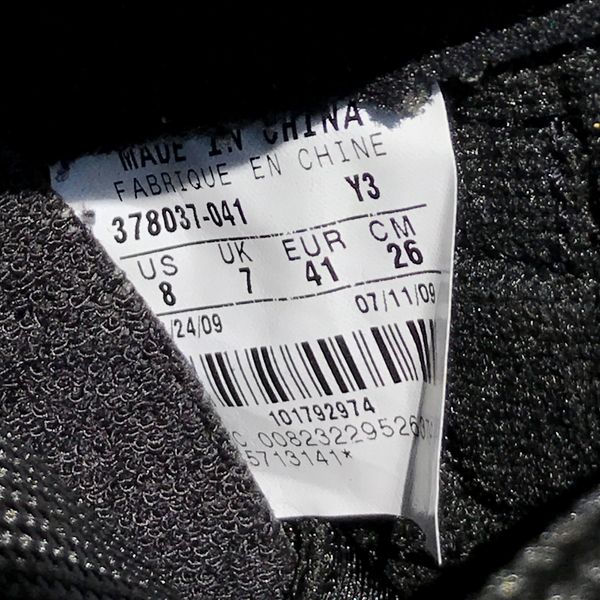 MADE IN CHINA
FABRIQUE EN CHINE
378037-041 Y3
US UK EUR CM
8 7 41 26
/24/09 07/11/09
101792974
C 0082322952
5713141*